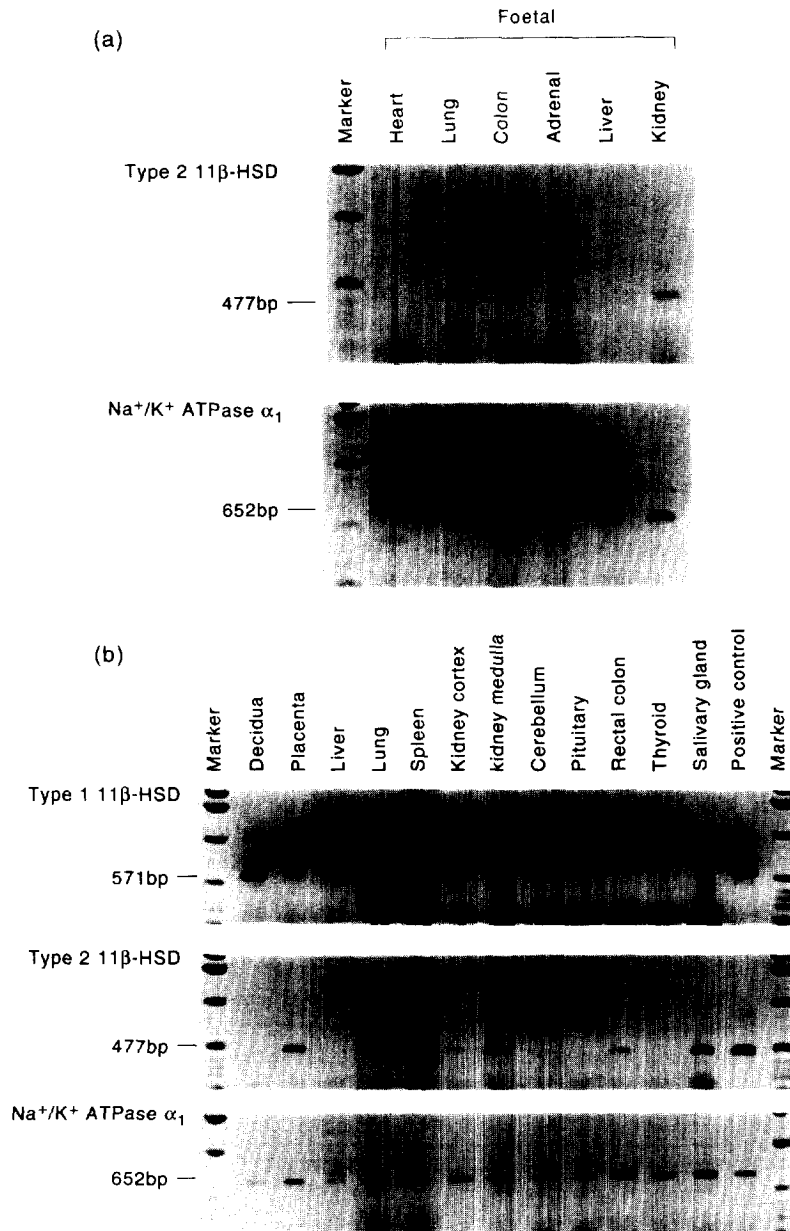 Foetal
(a)
Marker
Heart
Lung
Colon
Adrenal
Liver
Kidney
Type 2 11β-HSD
477bp
Na⁺/K⁺ ATPase α₁
652bp
(b)
Marker
Decidua
Placenta
Liver
Lung
Spleen
Kidney cortex
kidney medulla
Cerebellum
Pituitary
Rectal colon
Thyroid
Salivary gland
Positive control
Marker
Type 1 11β-HSD
571bp
Type 2 11β-HSD
477bp
Na⁺/K⁺ ATPase α₁
652bp